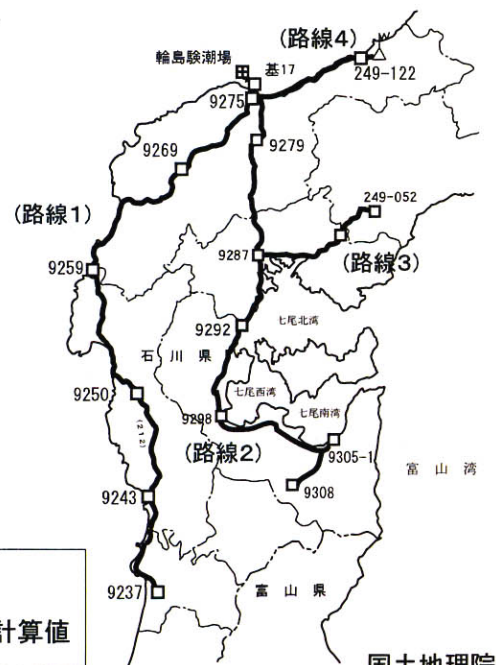 (路線4)
輪島験潮場
基17
249-122
9275
9269
9279
249-052
(路線1)
9287
(路線3)
9259
9292
七尾北湾
石川県
9250
七尾西湾
七尾南湾
9298
(路線2)
9305-1
富山湾
9308
9243
9237
富山県
計算値
国土地理院